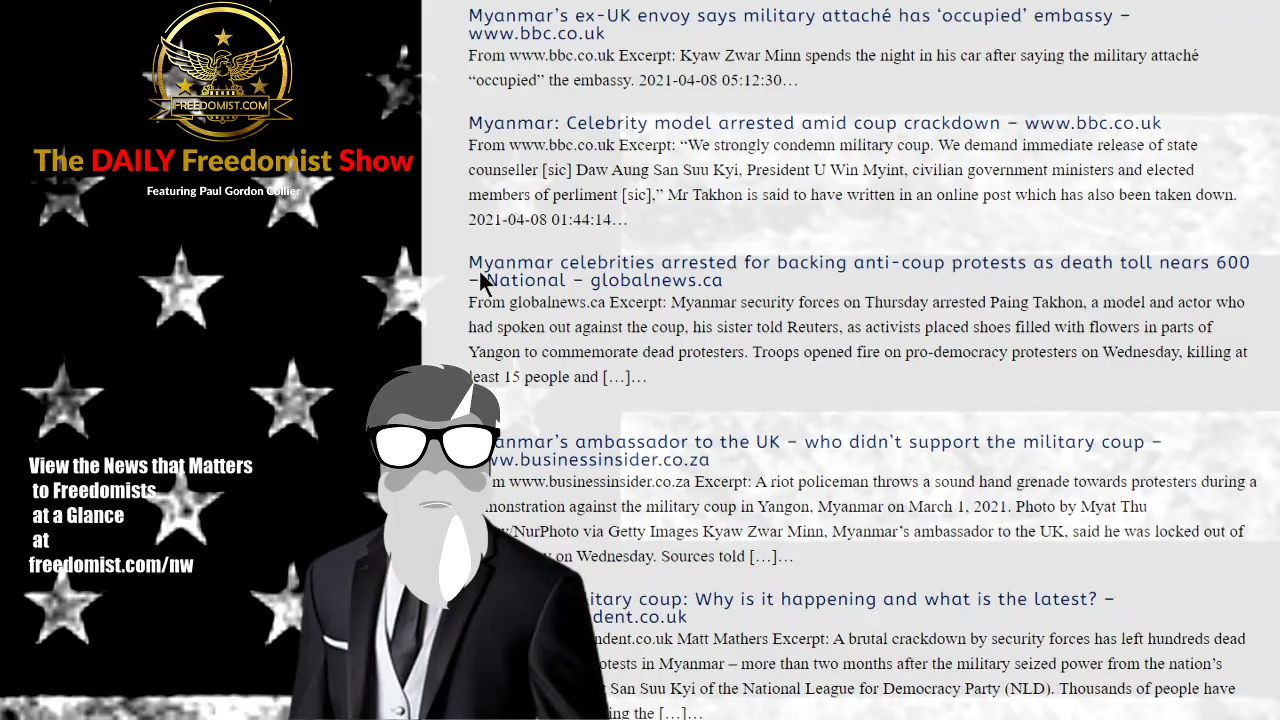 FREEDOMIST.COM
The DAILY Freedomist Show
Featuring Paul Gordon Collier
View the News that Matters
to Freedomists
at a Glance
at
freedomist.com/nw
Myanmar’s ex-UK envoy says military attaché has ‘occupied’ embassy –
www.bbc.co.uk
From www.bbc.co.uk Excerpt: Kyaw Zwar Minn spends the night in his car after saying the military attaché
“occupied” the embassy. 2021-04-08 05:12:30…
Myanmar: Celebrity model arrested amid coup crackdown – www.bbc.co.uk
From www.bbc.co.uk Excerpt: “We strongly condemn military coup. We demand immediate release of state
counseller [sic] Daw Aung San Suu Kyi, President U Win Myint, civilian government ministers and elected
members of perliment [sic],” Mr Takhon is said to have written in an online post which has also been taken down.
2021-04-08 01:44:14…
Myanmar celebrities arrested for backing anti-coup protests as death toll nears 600
– National – globalnews.ca
From globalnews.ca Excerpt: Myanmar security forces on Thursday arrested Paing Takhon, a model and actor who
had spoken out against the coup, his sister told Reuters, as activists placed shoes filled with flowers in parts of
Yangon to commemorate dead protesters. Troops opened fire on pro-democracy protesters on Wednesday, killing at
least 15 people and […]…
anmar’s ambassador to the UK – who didn’t support the military coup –
ww.businessinsider.co.za
m www.businessinsider.co.za Excerpt: A riot policeman throws a sound hand grenade towards protesters during a
monstration against the military coup in Yangon, Myanmar on March 1, 2021. Photo by Myat Thu
/NurPhoto via Getty Images Kyaw Zwar Minn, Myanmar’s ambassador to the UK, said he was locked out of
on Wednesday. Sources told […]…
itary coup: Why is it happening and what is the latest? –
dent.co.uk
ndent.co.uk Matt Mathers Excerpt: A brutal crackdown by security forces has left hundreds dead
otests in Myanmar – more than two months after the military seized power from the nation’s
San Suu Kyi of the National League for Democracy Party (NLD). Thousands of people have
ing the […]…